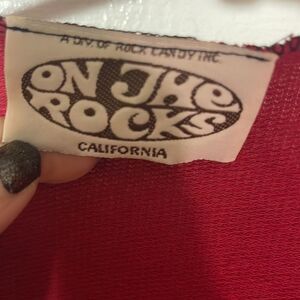 A DIV. OF ROCK CANDY INC.
ON THE
ROCKS
CALIFORNIA